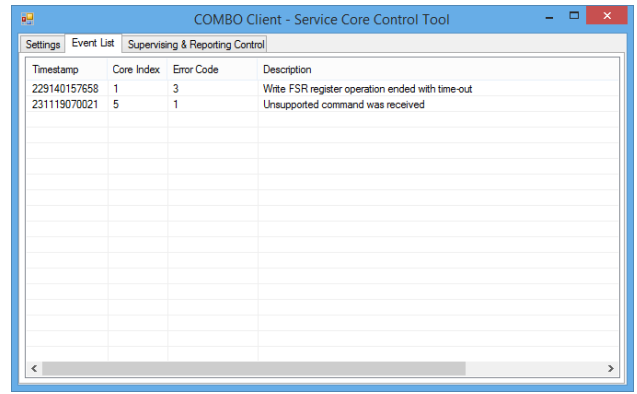 COMBO Client - Service Core Control Tool
Settings Event List Supervising & Reporting Control
Timestamp Core Index Error Code Description
229140157658 1 3 Write FSR register operation ended with time-out
231119070021 5 1 Unsupported command was received